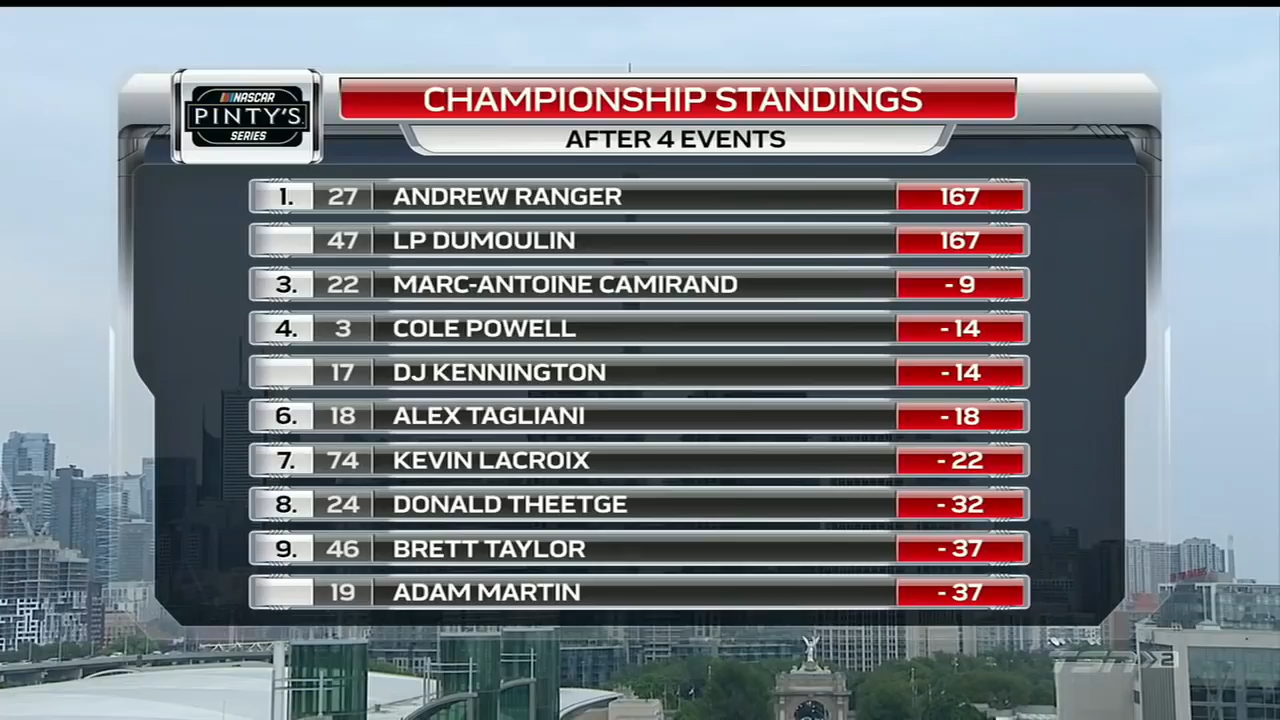 NASCAR
PINTY'S
SERIES
CHAMPIONSHIP STANDINGS
AFTER 4 EVENTS
1. 27 ANDREW RANGER 167
47 LP DUMOULIN 167
3. 22 MARC-ANTOINE CAMIRAND - 9
4. 3 COLE POWELL - 14
17 DJ KENNINGTON - 14
6. 18 ALEX TAGLIANI - 18
7. 74 KEVIN LACROIX - 22
8. 24 DONALD THEETGE - 32
9. 46 BRETT TAYLOR - 37
19 ADAM MARTIN - 37
TSN 2